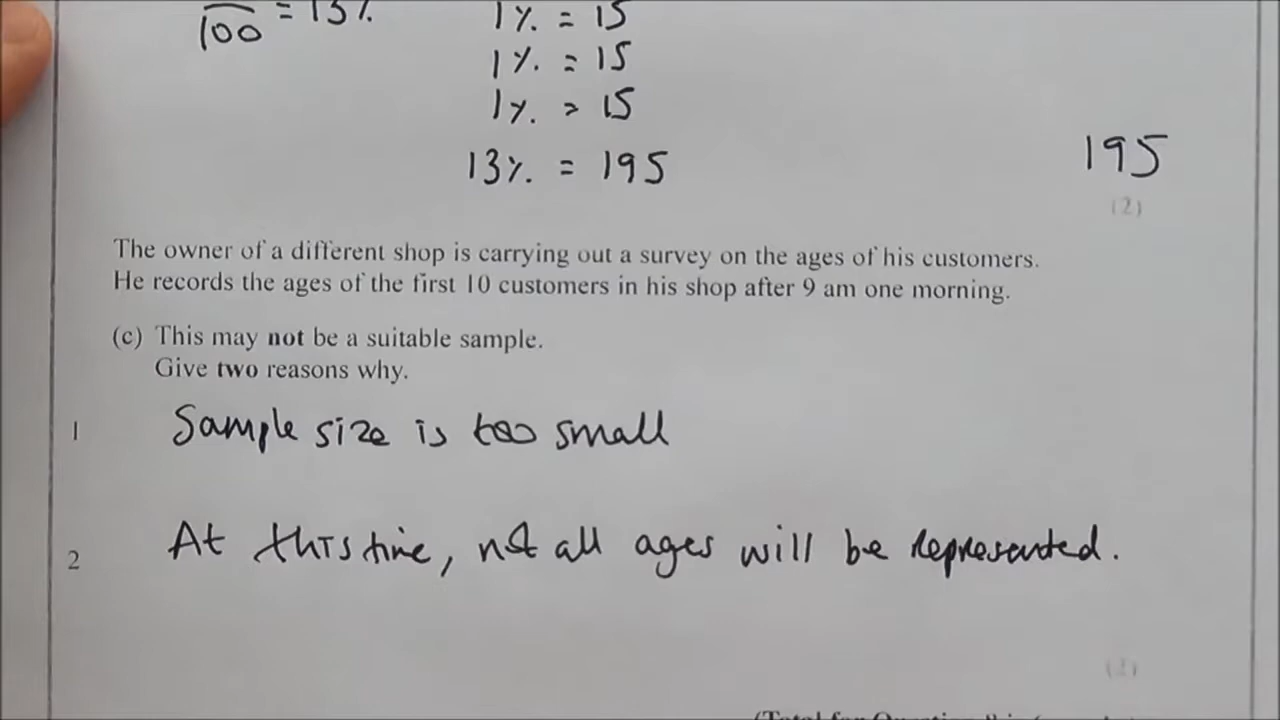 100 = 13%
1% = 15
1% = 15
1% = 15
13% = 195
195
(2)
The owner of a different shop is carrying out a survey on the ages of his customers.
He records the ages of the first 10 customers in his shop after 9 am one morning.
(c) This may not be a suitable sample.
Give two reasons why.
1 Sample size is too small
2 At this time, not all ages will be represented.
(2)
(Total for Question